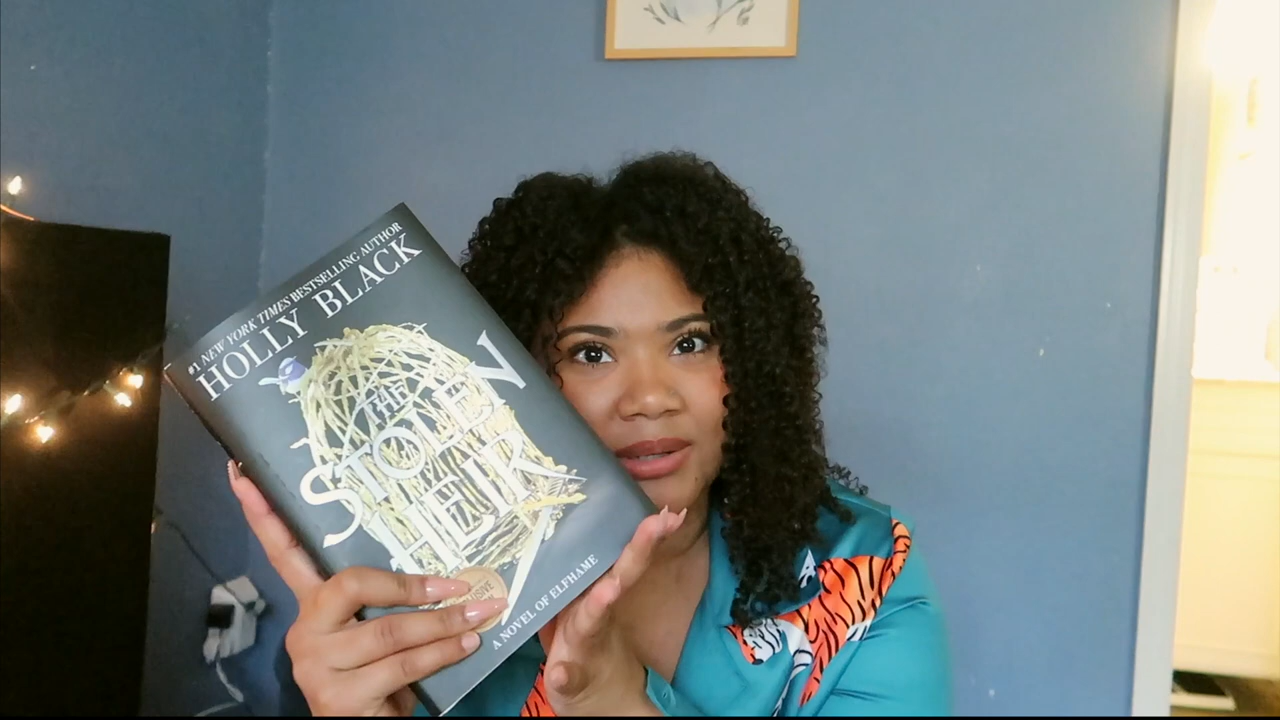 #1 NEW YORK TIMES BESTSELLING AUTHOR
HOLLY BLACK
THE
STOLEN
HEIR
A NOVEL OF ELFHAME